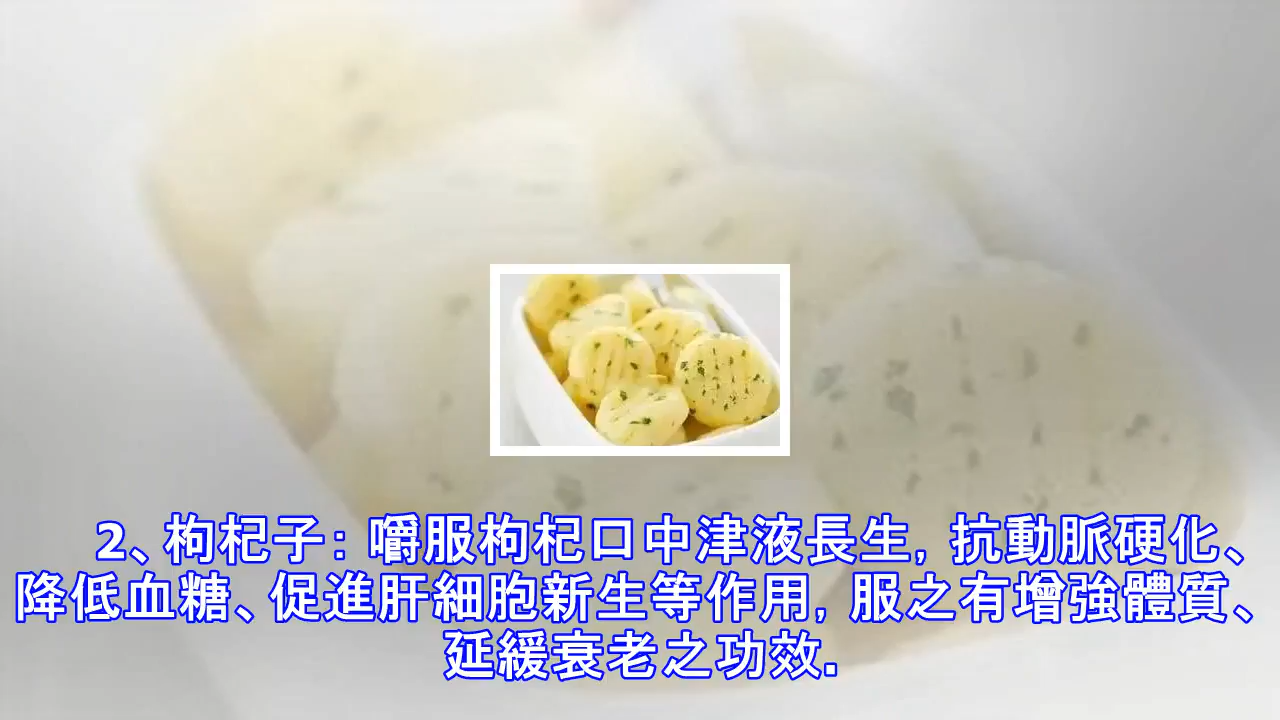 2、枸杞子: 嚼服枸杞口中津液長生, 抗動脈硬化、
降低血糖、促進肝細胞新生等作用, 服之有增強體質、
延緩衰老之功效.